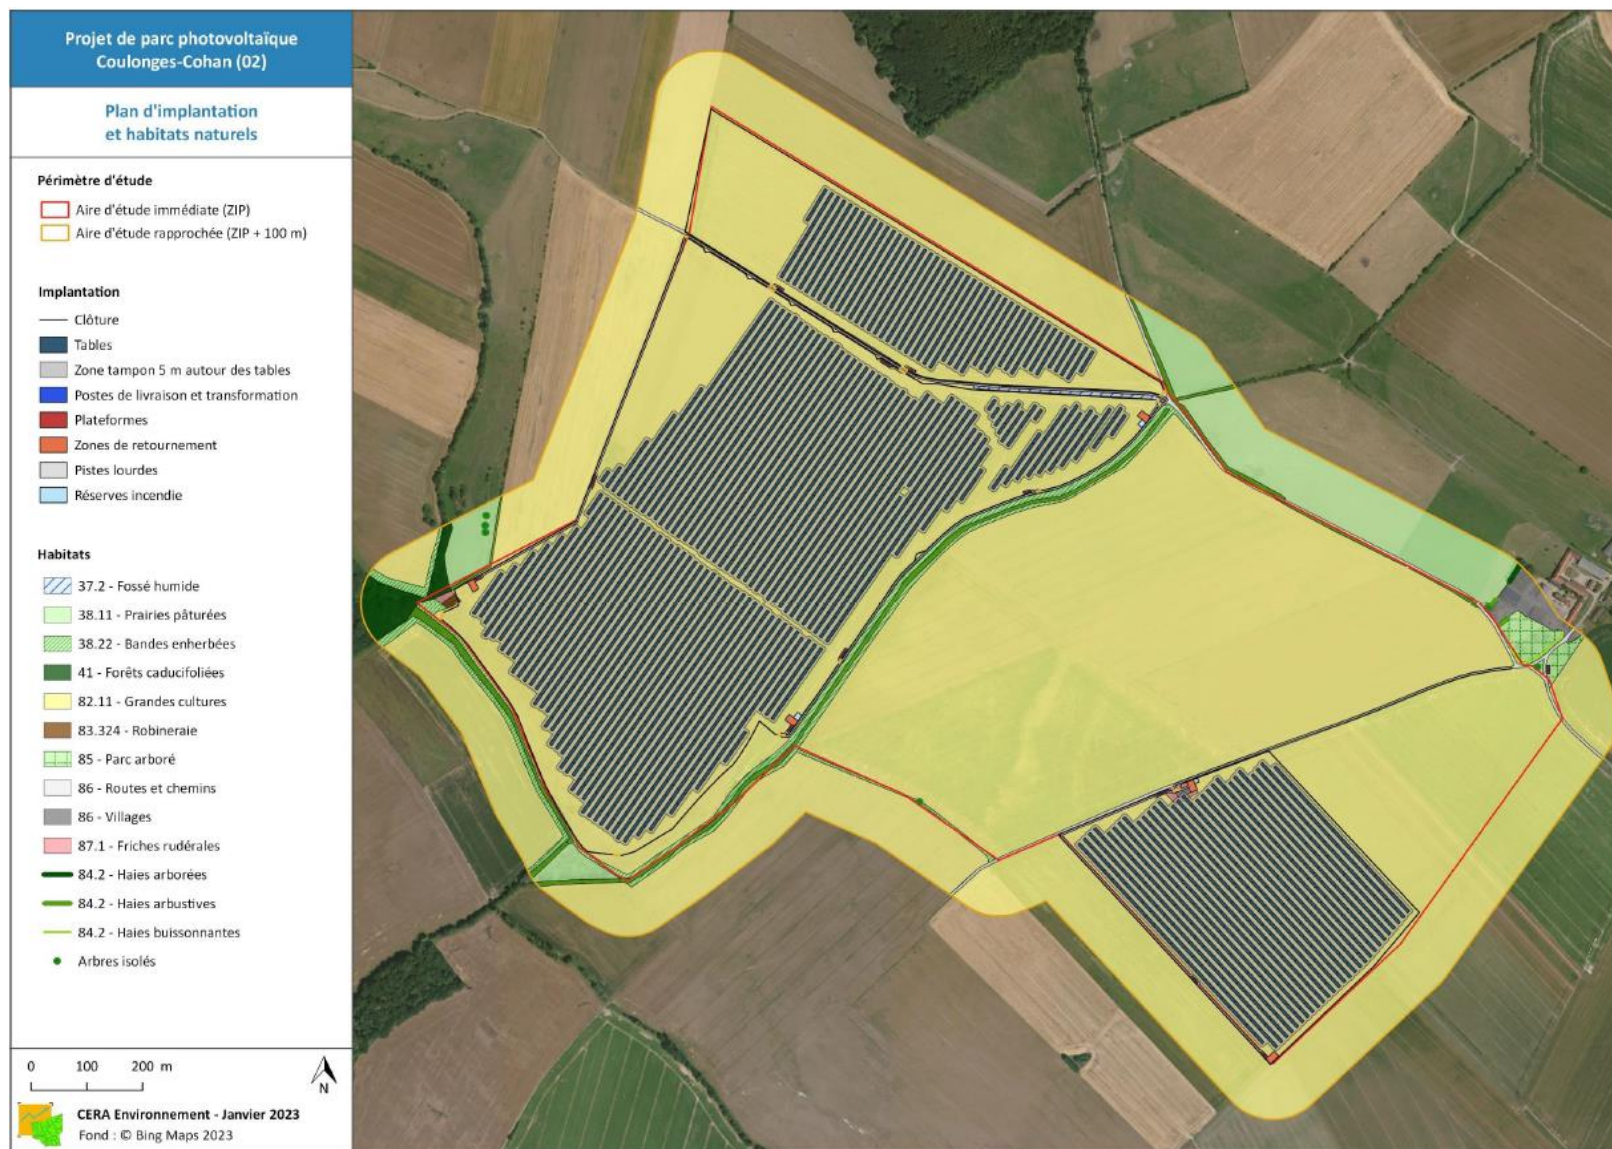 Projet de parc photovoltaïque
Coulonges-Cohan (02)
Plan d'implantation
et habitats naturels
Périmètre d'étude
Aire d'étude immédiate (ZIP)
Aire d'étude rapprochée (ZIP + 100 m)
Implantation
Clôture
Tables
Zone tampon 5 m autour des tables
Postes de livraison et transformation
Plateformes
Zones de retournement
Pistes lourdes
Réserves incendie
Habitats
37.2 - Fossé humide
38.11 - Prairies pâturées
38.22 - Bandes enherbées
41 - Forêts caducifoliées
82.11 - Grandes cultures
83.324 - Robineraie
85 - Parc arboré
86 - Routes et chemins
86 - Villages
87.1 - Friches rudérales
84.2 - Haies arborées
84.2 - Haies arbustives
84.2 - Haies buissonnantes
Arbres isolés
0 100 200 m
N
CERA Environnement - Janvier 2023
Fond : © Bing Maps 2023